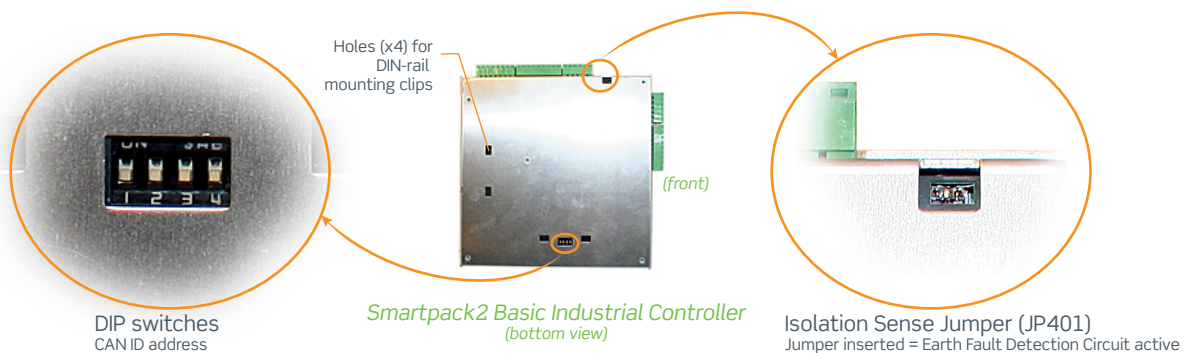 Holes (x4) for
DIN-rail
mounting clips
ON
1 2 3 4
(front)
DIP switches
CAN ID address
Smartpack2 Basic Industrial Controller
(bottom view)
Isolation Sense Jumper (JP401)
Jumper inserted = Earth Fault Detection Circuit active